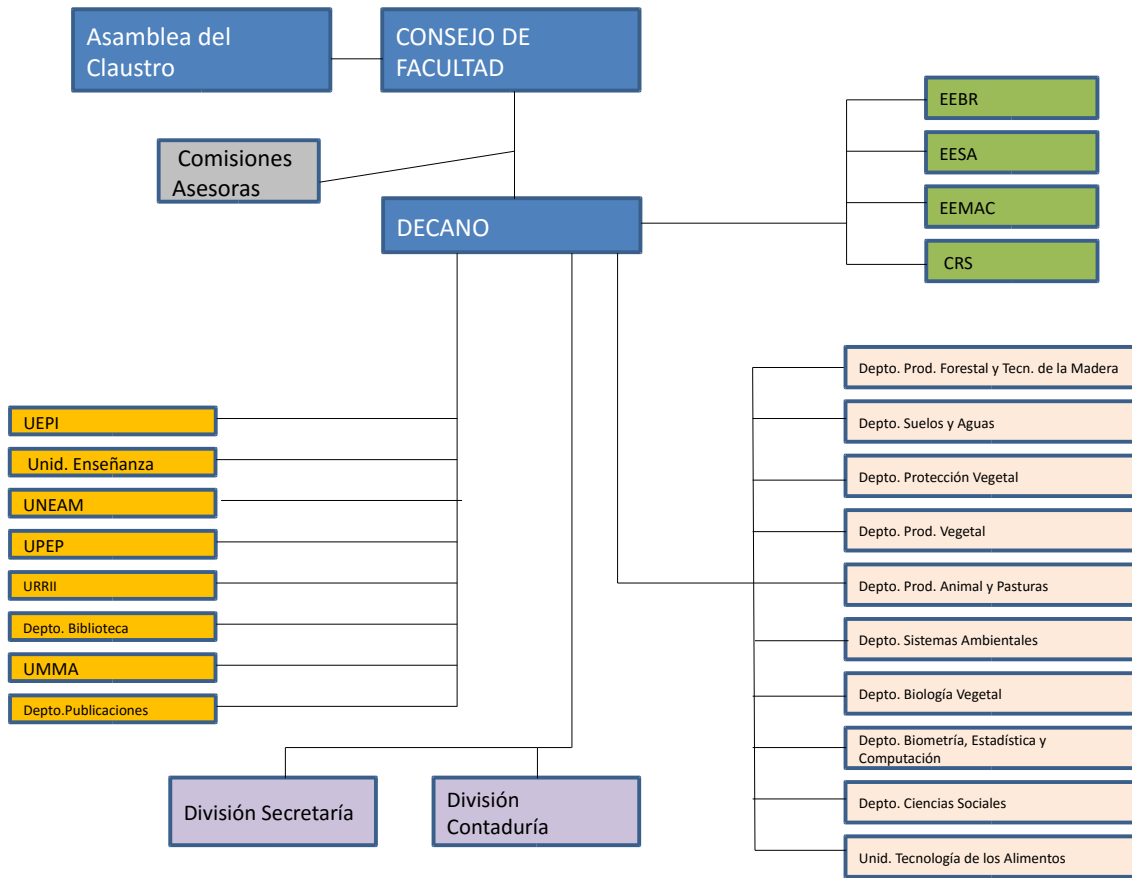 Asamblea del
Claustro
CONSEJO DE
FACULTAD
Comisiones
Asesoras
DECANO
EEBR
EESA
EEMAC
CRS
UEPI
Unid. Enseñanza
UNEAM
UPEP
URRII
Depto. Biblioteca
UMMA
Depto.Publicaciones
División Secretaría
División
Contaduría
Depto. Prod. Forestal y Tecn. de la Madera
Depto. Suelos y Aguas
Depto. Protección Vegetal
Depto. Prod. Vegetal
Depto. Prod. Animal y Pasturas
Depto. Sistemas Ambientales
Depto. Biología Vegetal
Depto. Biometría, Estadística y
Computación
Depto. Ciencias Sociales
Unid. Tecnología de los Alimentos